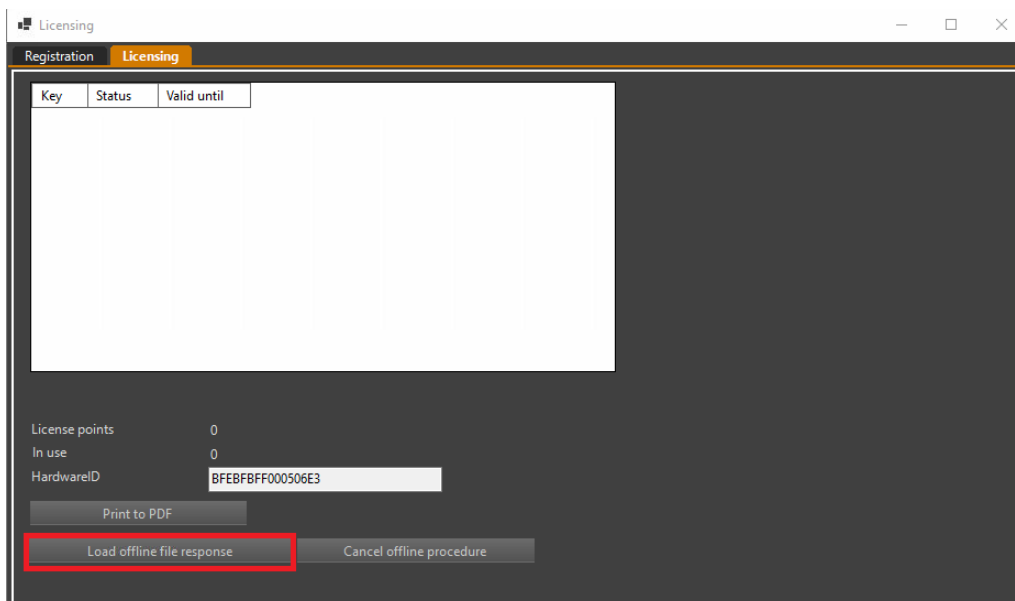 Licensing
Registration Licensing
Key Status Valid until
License points 0
In use 0
HardwareID BFEBFBFF000506E3
Print to PDF
Load offline file response Cancel offline procedure